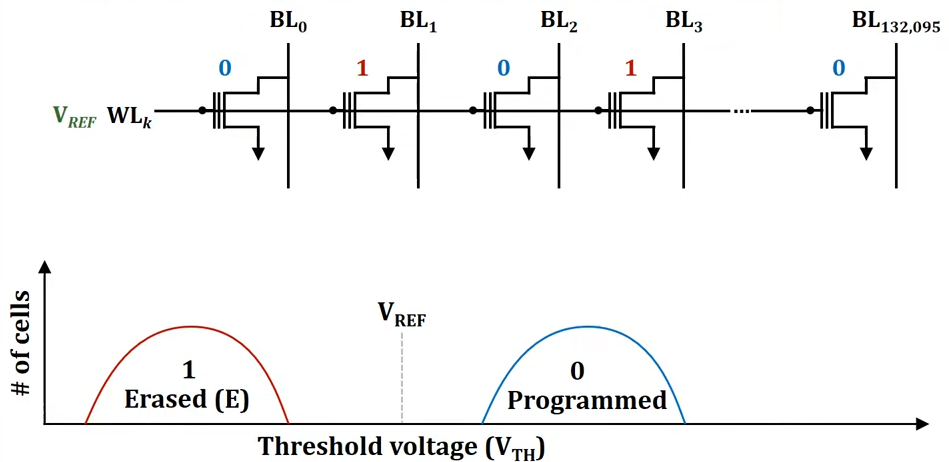 BL0 BL1 BL2 BL3 BL132,095
0 1 0 1 0
VREF WLk ...
VREF
# of cells
1
Erased (E)
0
Programmed
Threshold voltage (VTH)